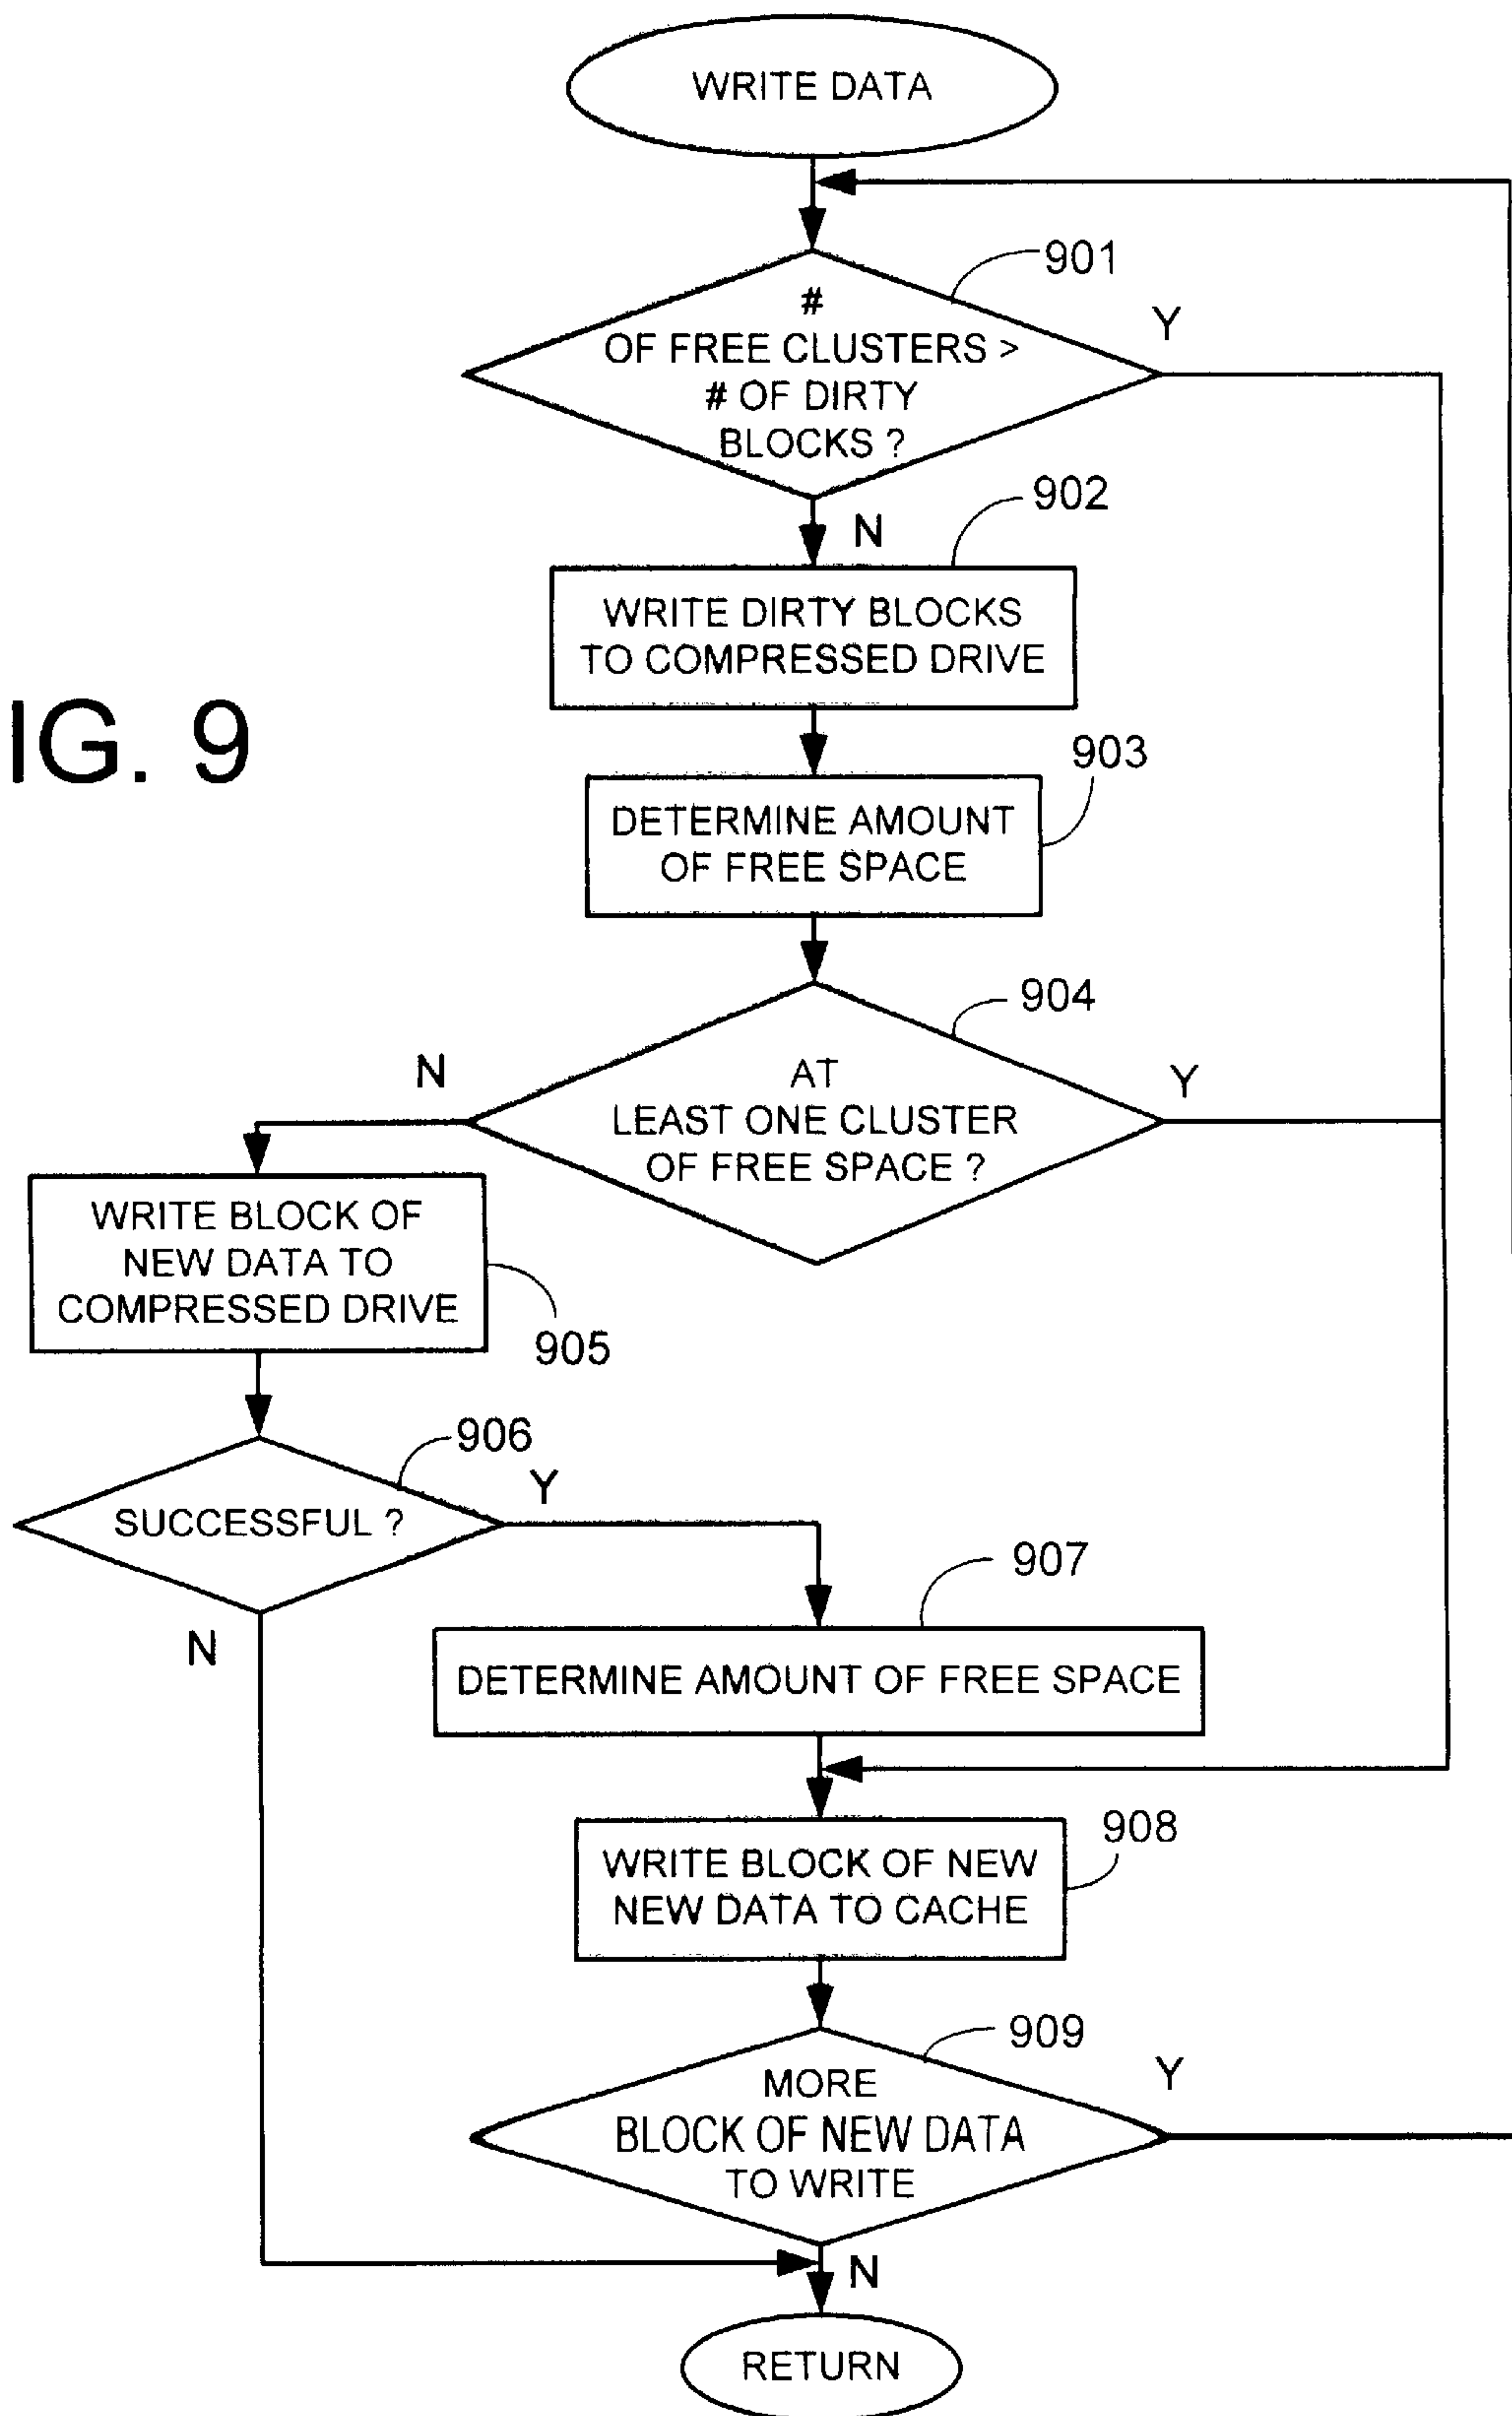 WRITE DATA
901
#
OF FREE CLUSTERS >
# OF DIRTY
BLOCKS ?
Y
902
N
WRITE DIRTY BLOCKS
TO COMPRESSED DRIVE
IG. 9
903
DETERMINE AMOUNT
OF FREE SPACE
904
N
AT
LEAST ONE CLUSTER
OF FREE SPACE ?
Y
WRITE BLOCK OF
NEW DATA TO
COMPRESSED DRIVE
905
906
SUCCESSFUL ?
Y
N
907
DETERMINE AMOUNT OF FREE SPACE
908
WRITE BLOCK OF NEW
NEW DATA TO CACHE
909
MORE
BLOCK OF NEW DATA
TO WRITE
Y
N
RETURN